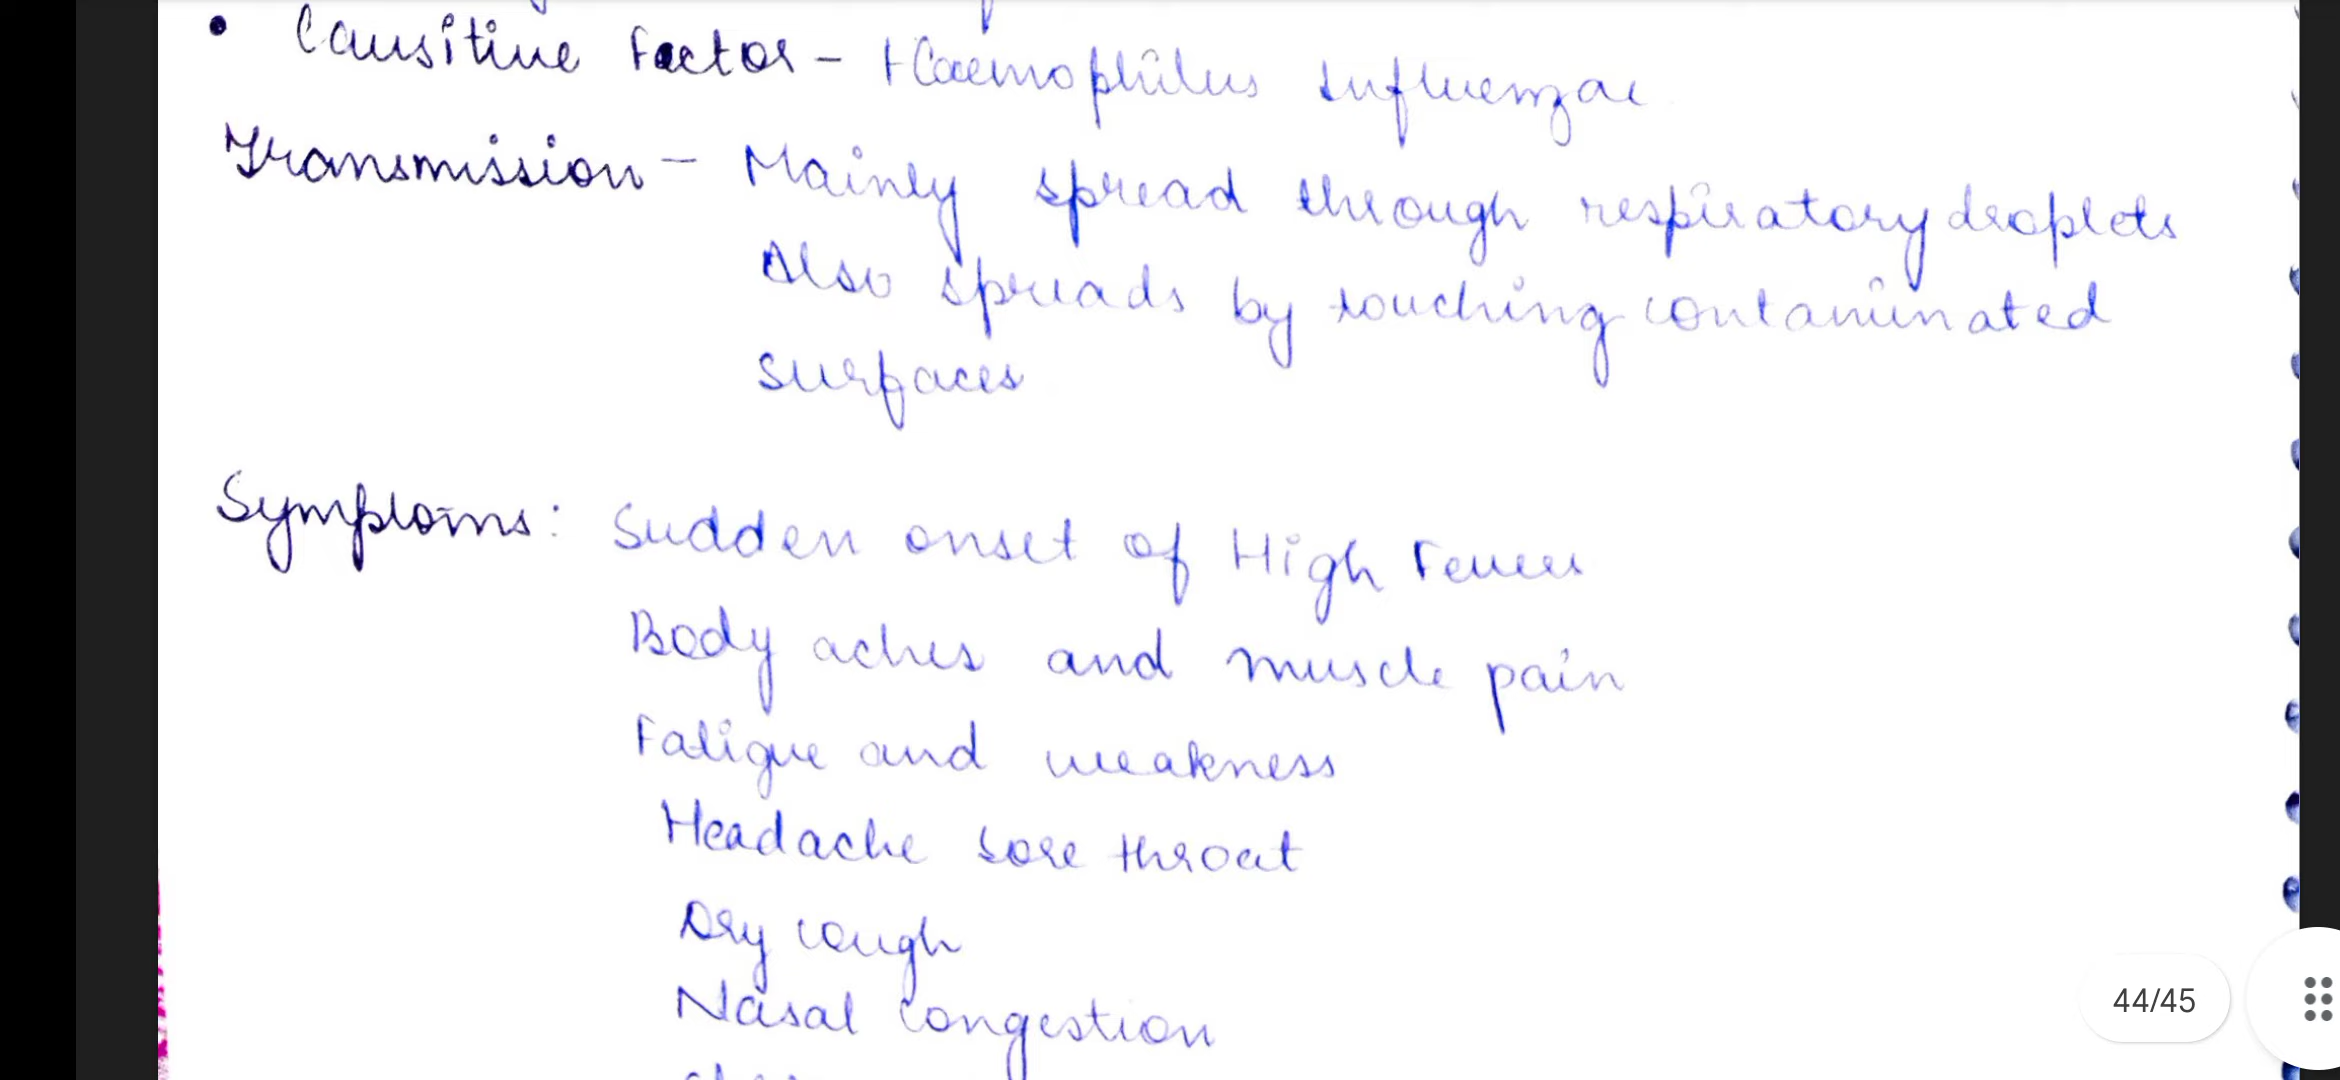 • Causitive Factor - Haemophilus Influenzae
Transmission - Mainly spread through respiratory droplets
Also spreads by touching contaminated
surfaces
Symptoms: Sudden onset of High Fever
Body aches and muscle pain
Fatigue and weakness
Headache sore throat
Dry cough
Nasal Congestion
44/45